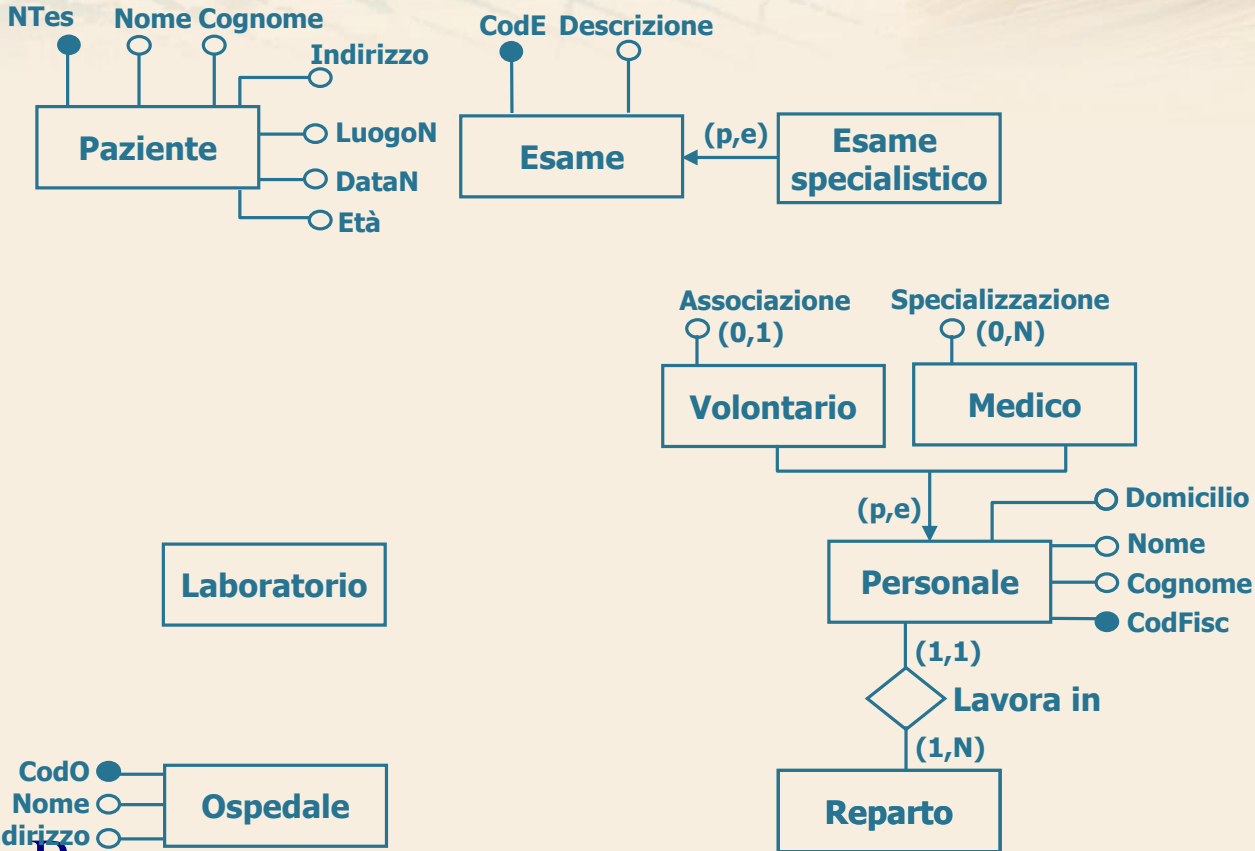 NTes
Nome Cognome
Indirizzo
Paziente
LuogoN
DataN
Età
CodE Descrizione
Esame
(p,e)
Esame
specialistico
Associazione
(0,1)
Specializzazione
(0,N)
Volontario
Medico
(p,e)
Domicilio
Nome
Cognome
CodFisc
Personale
Laboratorio
(1,1)
Lavora in
(1,N)
Reparto
CodO
Nome
dirizzo
Ospedale